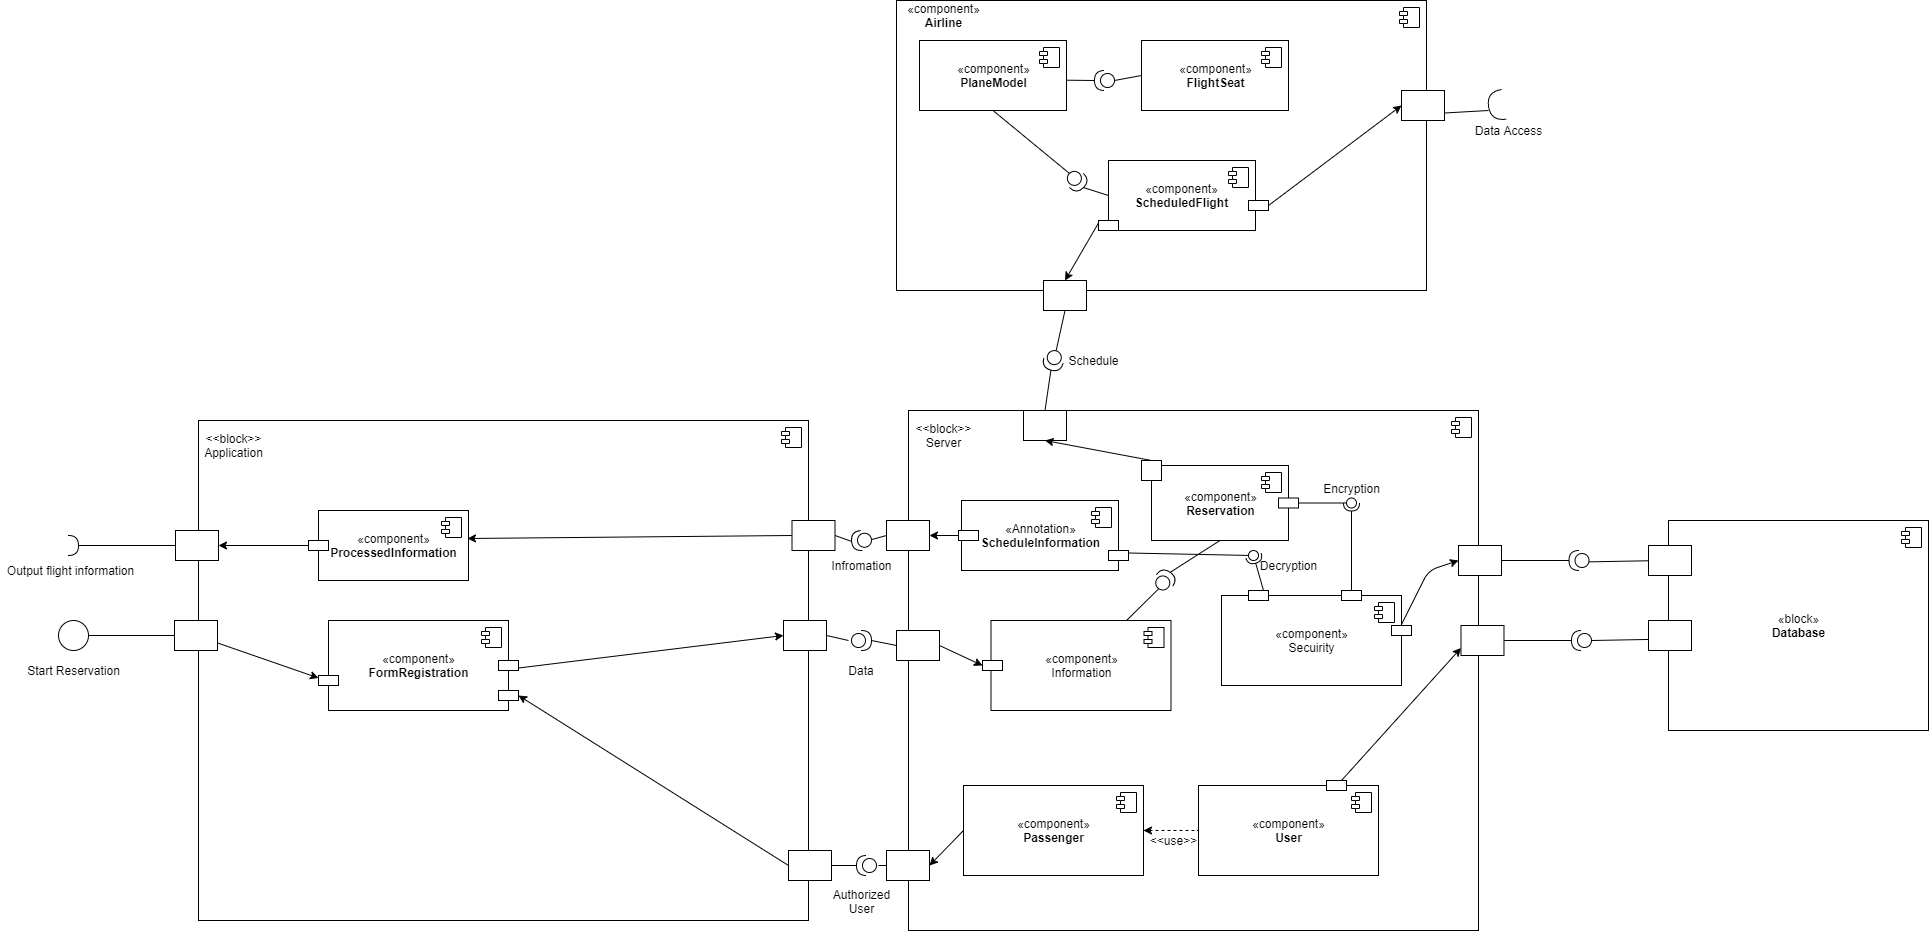 «component»
Airline
«component»
PlaneModel
«component»
FlightSeat
Data Access
«component»
ScheduledFlight
Schedule
<<block>>
Application
«component»
ProcessedInformation
Output flight information
Start Reservation
«component»
FormRegistration
Infromation
Data
Authorized
User
<<block>>
Server
«component»
Reservation
Encryption
«Annotation»
ScheduleInformation
Decryption
«component»
Secuirity
«component»
Information
«component»
Passenger
<<use>>
«component»
User
«block»
Database